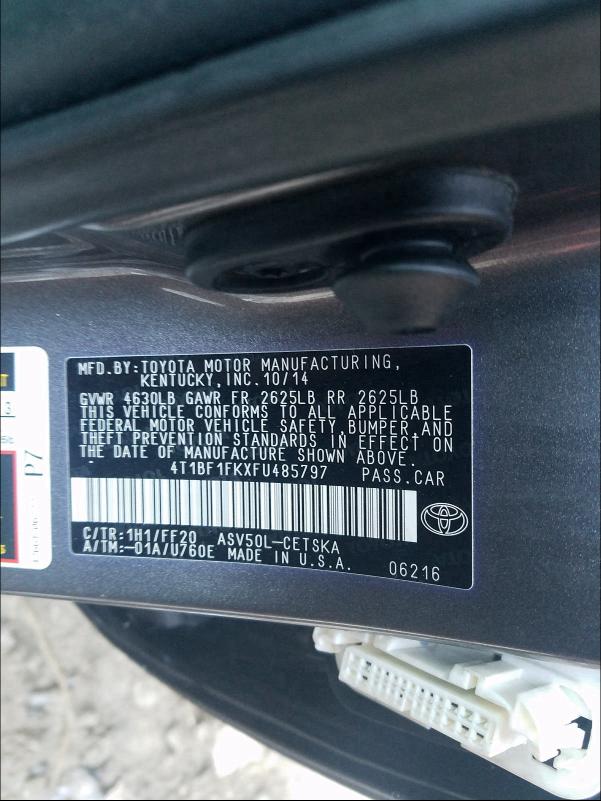 MFD.BY:TOYOTA MOTOR MANUFACTURING,
KENTUCKY,INC.10/14
GVWR 4630LB GAWR FR 2625LB RR 2625LB
THIS VEHICLE CONFORMS TO ALL APPLICABLE
FEDERAL MOTOR VEHICLE SAFETY,BUMPER,AND
THEFT PREVENTION STANDARDS IN EFFECT ON
THE DATE OF MANUFACTURE SHOWN ABOVE.
4T1BF1FKXFU485797 PASS.CAR
C/TR:1H1/FF20 ASV50L-CETSKA
A/TM:-01A/U760E MADE IN U.S.A.
06216
3
P7